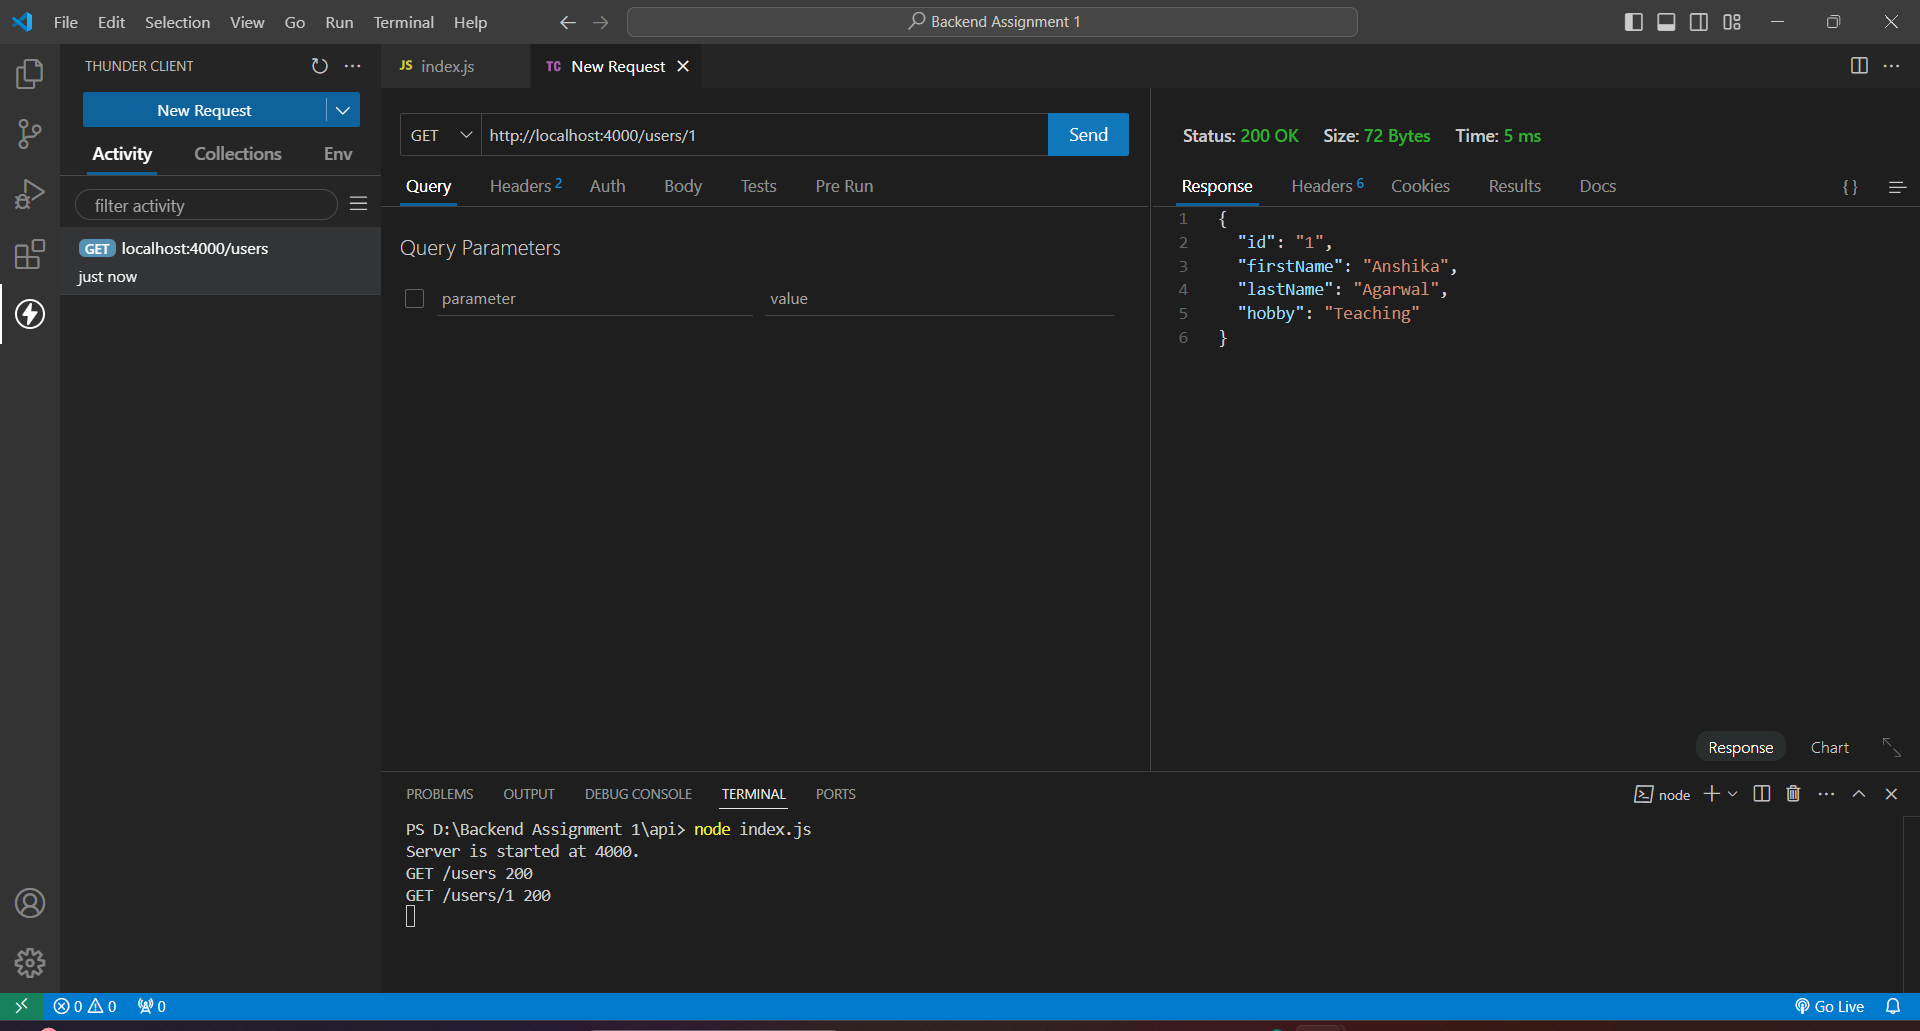 File Edit Selection View Go Run Terminal Help
Backend Assignment 1
THUNDER CLIENT
New Request
Activity Collections Env
filter activity
GET localhost:4000/users
just now
JS index.js
TC New Request
GET http://localhost:4000/users/1 Send
Query Headers 2 Auth Body Tests Pre Run
Query Parameters
parameter value
Status: 200 OK Size: 72 Bytes Time: 5 ms
Response Headers 6 Cookies Results Docs {}
1 {
2 "id": "1",
3 "firstName": "Anshika",
4 "lastName": "Agarwal",
5 "hobby": "Teaching"
6 }
Response Chart
PROBLEMS OUTPUT DEBUG CONSOLE TERMINAL PORTS
node
PS D:\Backend Assignment 1\api> node index.js
Server is started at 4000.
GET /users 200
GET /users/1 200
0 0 0
Go Live